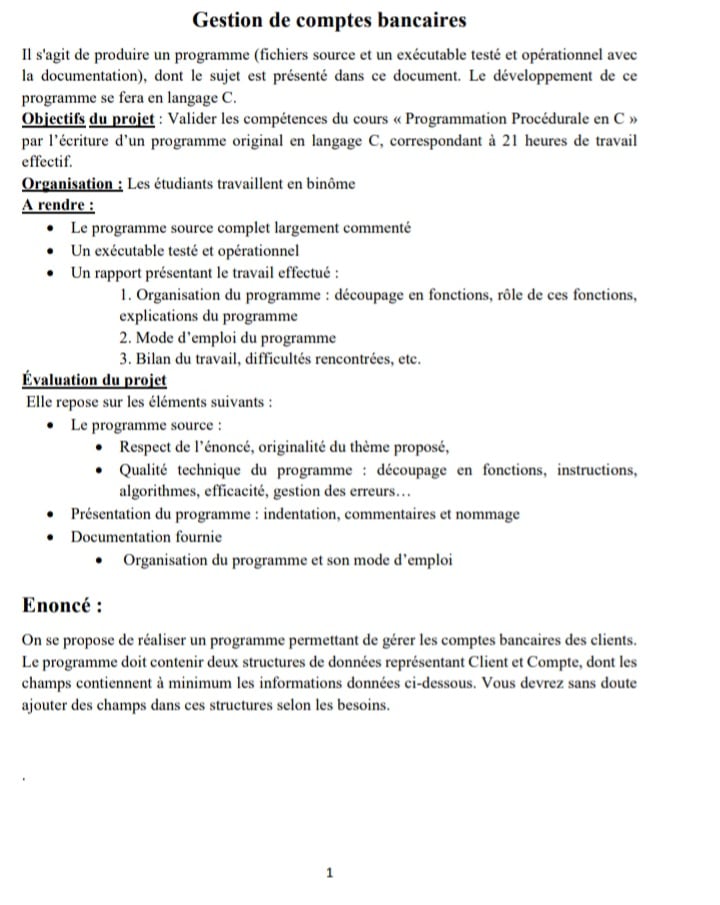 Gestion de comptes bancaires
Il s'agit de produire un programme (fichiers source et un exécutable testé et opérationnel avec
la documentation), dont le sujet est présenté dans ce document. Le développement de ce
programme se fera en langage C.
Objectifs du projet : Valider les compétences du cours « Programmation Procédurale en C »
par l'écriture d'un programme original en langage C, correspondant à 21 heures de travail
effectif.
Organisation : Les étudiants travaillent en binôme
A rendre :
• Le programme source complet largement commenté
• Un exécutable testé et opérationnel
• Un rapport présentant le travail effectué :
1. Organisation du programme : découpage en fonctions, rôle de ces fonctions,
explications du programme
2. Mode d'emploi du programme
3. Bilan du travail, difficultés rencontrées, etc.
Évaluation du projet
Elle repose sur les éléments suivants :
• Le programme source :
• Respect de l'énoncé, originalité du thème proposé,
• Qualité technique du programme : découpage en fonctions, instructions,
algorithmes, efficacité, gestion des erreurs…
• Présentation du programme : indentation, commentaires et nommage
• Documentation fournie
• Organisation du programme et son mode d'emploi
Enoncé :
On se propose de réaliser un programme permettant de gérer les comptes bancaires des clients.
Le programme doit contenir deux structures de données représentant Client et Compte, dont les
champs contiennent à minimum les informations données ci-dessous. Vous devrez sans doute
ajouter des champs dans ces structures selon les besoins.
.
1